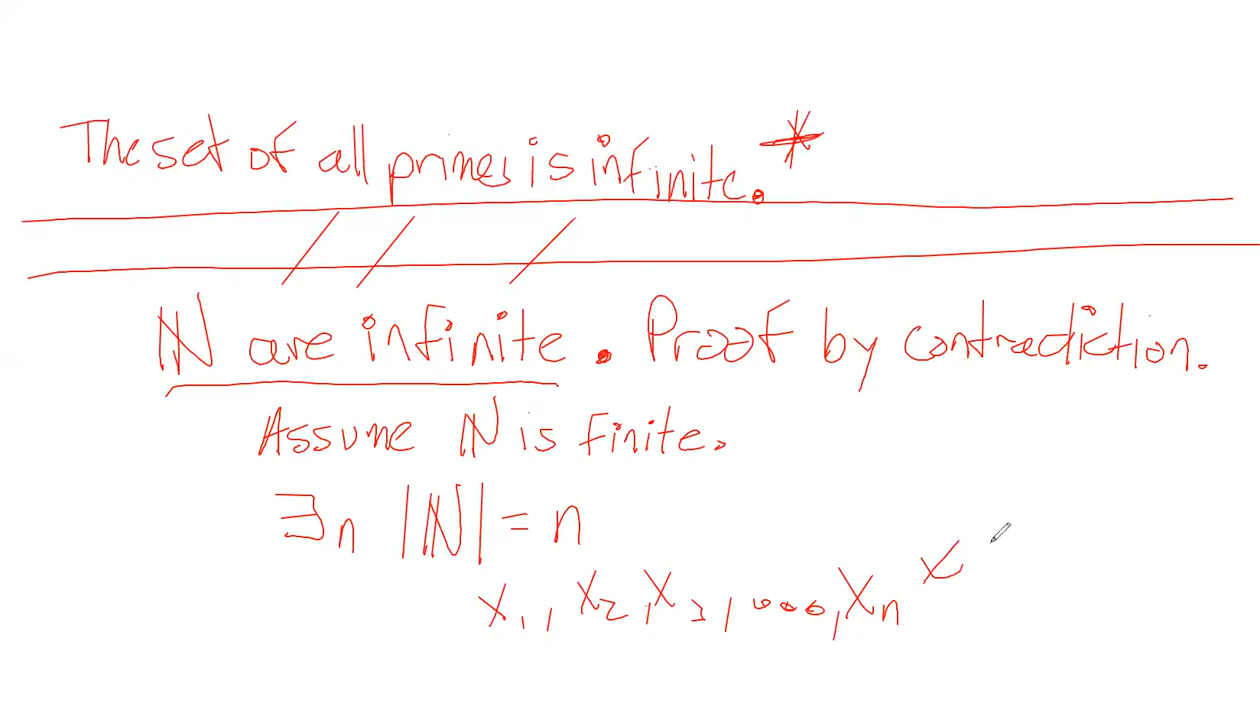 The set of all primes is infinite.*
ℕ are infinite. Proof by contradiction.
Assume ℕ is finite.
∃n |ℕ| = n
x₁, x₂, x₃, ..., xₙ